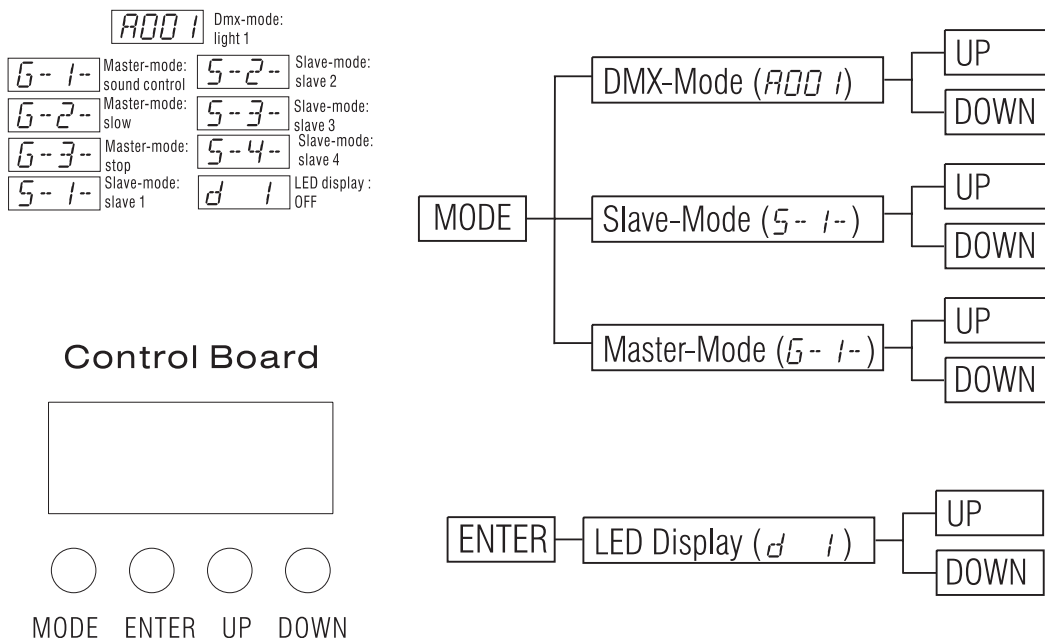 A001 Dmx-mode:
light 1
G-1- Master-mode:
sound control
S-2- Slave-mode:
slave 2
G-2- Master-mode:
slow
S-3- Slave-mode:
slave 3
G-3- Master-mode:
stop
S-4- Slave-mode:
slave 4
S-1- Slave-mode:
slave 1
d 1 LED display :
OFF
MODE
DMX-Mode (A001)
UP
DOWN
Slave-Mode (S-1-)
UP
DOWN
Master-Mode (G-1-)
UP
DOWN
Control Board
MODE ENTER UP DOWN
ENTER
LED Display (d 1)
UP
DOWN